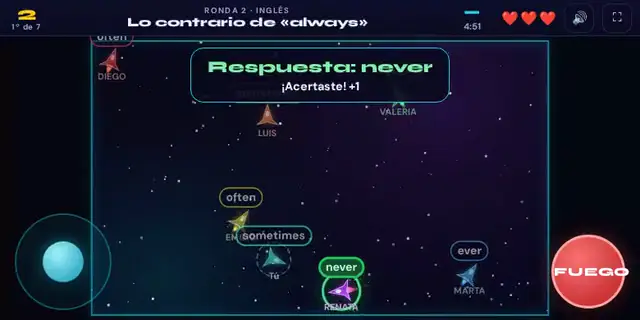 2
1º de 7
RONDA 2 · INGLÉS
Lo contrario de «always»
4:51
often
DIEGO
Respuesta: never
¡Acertaste! +1
LUIS
VALERIA
often
sometimes
Tú
never
RENATA
ever
MARTA
FUEGO